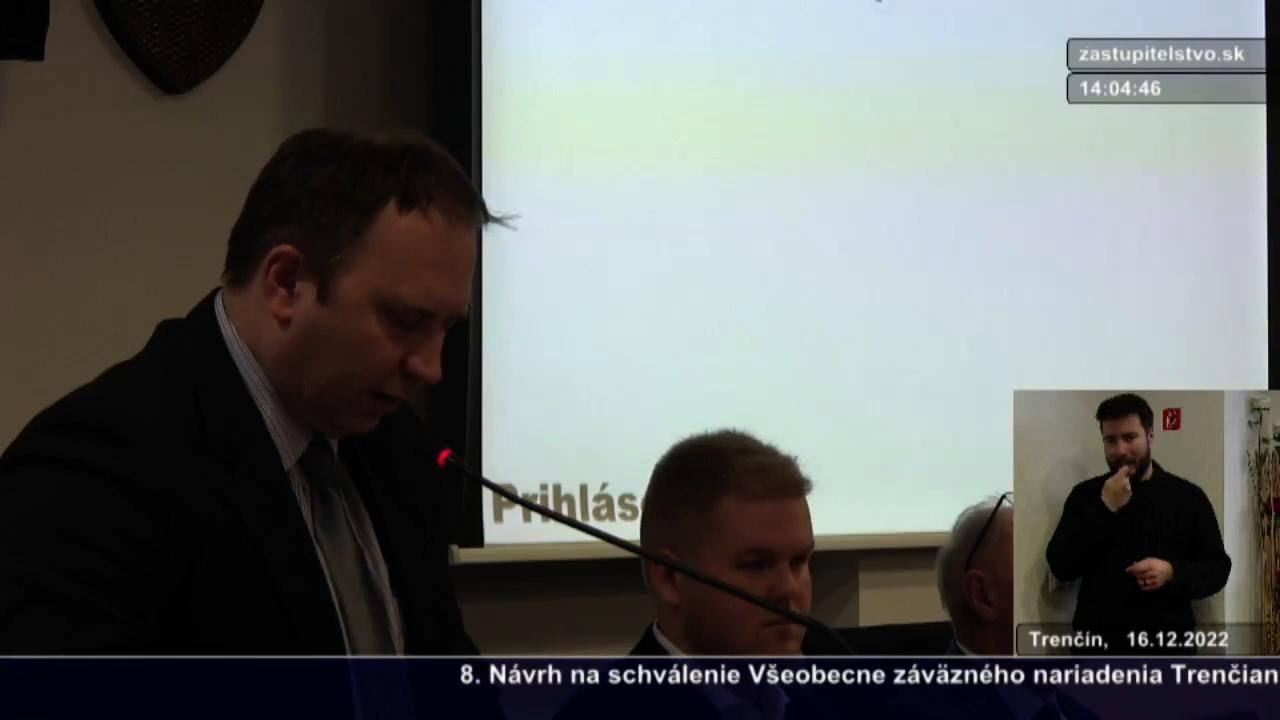 zastupitelstvo.sk
14:04:46
Prihlás
Trenčín, 16.12.2022
8. Návrh na schválenie Všeobecne záväzného nariadenia Trenčian